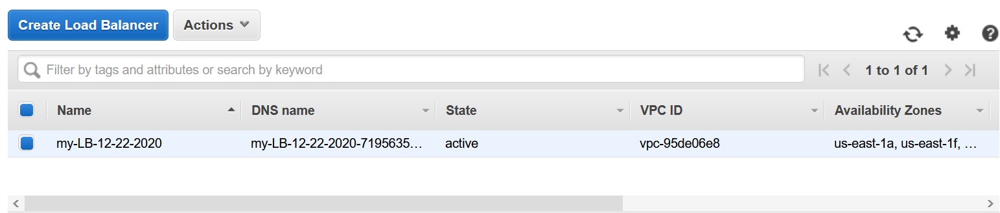 Create Load Balancer Actions
Filter by tags and attributes or search by keyword 1 to 1 of 1
Name DNS name State VPC ID Availability Zones
my-LB-12-22-2020 my-LB-12-22-2020-7195635… active vpc-95de06e8 us-east-1a, us-east-1f, …